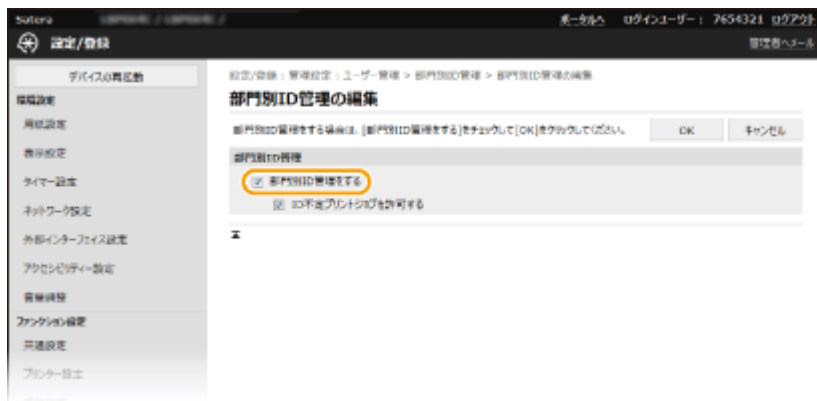 Satera
ポータルへ ログインユーザー： 7654321 ログアウト
設定/登録
管理者へメール
デバイスの再起動
環境設定
用紙設定
表示設定
タイマー設定
ネットワーク設定
外部インターフェイス設定
アクセシビリティー設定
音量調整
ファンクション設定
共通設定
プリンター設定
設定/登録 : 管理設定 : ユーザー管理 > 部門別ID管理 > 部門別ID管理の編集
部門別ID管理の編集
部門別ID管理をする場合は、[部門別ID管理をする]をチェックして[OK]をクリックしてください。
OK キャンセル
部門別ID管理
部門別ID管理をする
ID不定プリントジョブを許可する